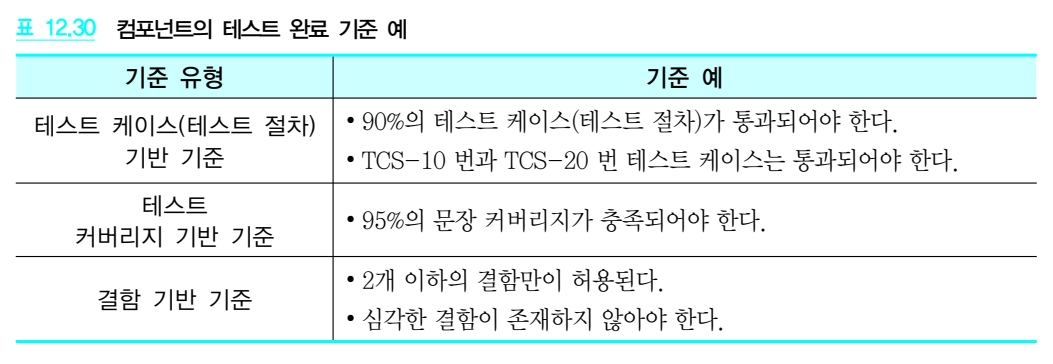 표 12.30 컴포넌트의 테스트 완료 기준 예
기준 유형
기준 예
테스트 케이스(테스트 절차)
기반 기준
• 90%의 테스트 케이스(테스트 절차)가 통과되어야 한다.
• TCS-10 번과 TCS-20 번 테스트 케이스는 통과되어야 한다.
테스트
커버리지 기반 기준
• 95%의 문장 커버리지가 충족되어야 한다.
결함 기반 기준
• 2개 이하의 결함만이 허용된다.
• 심각한 결함이 존재하지 않아야 한다.